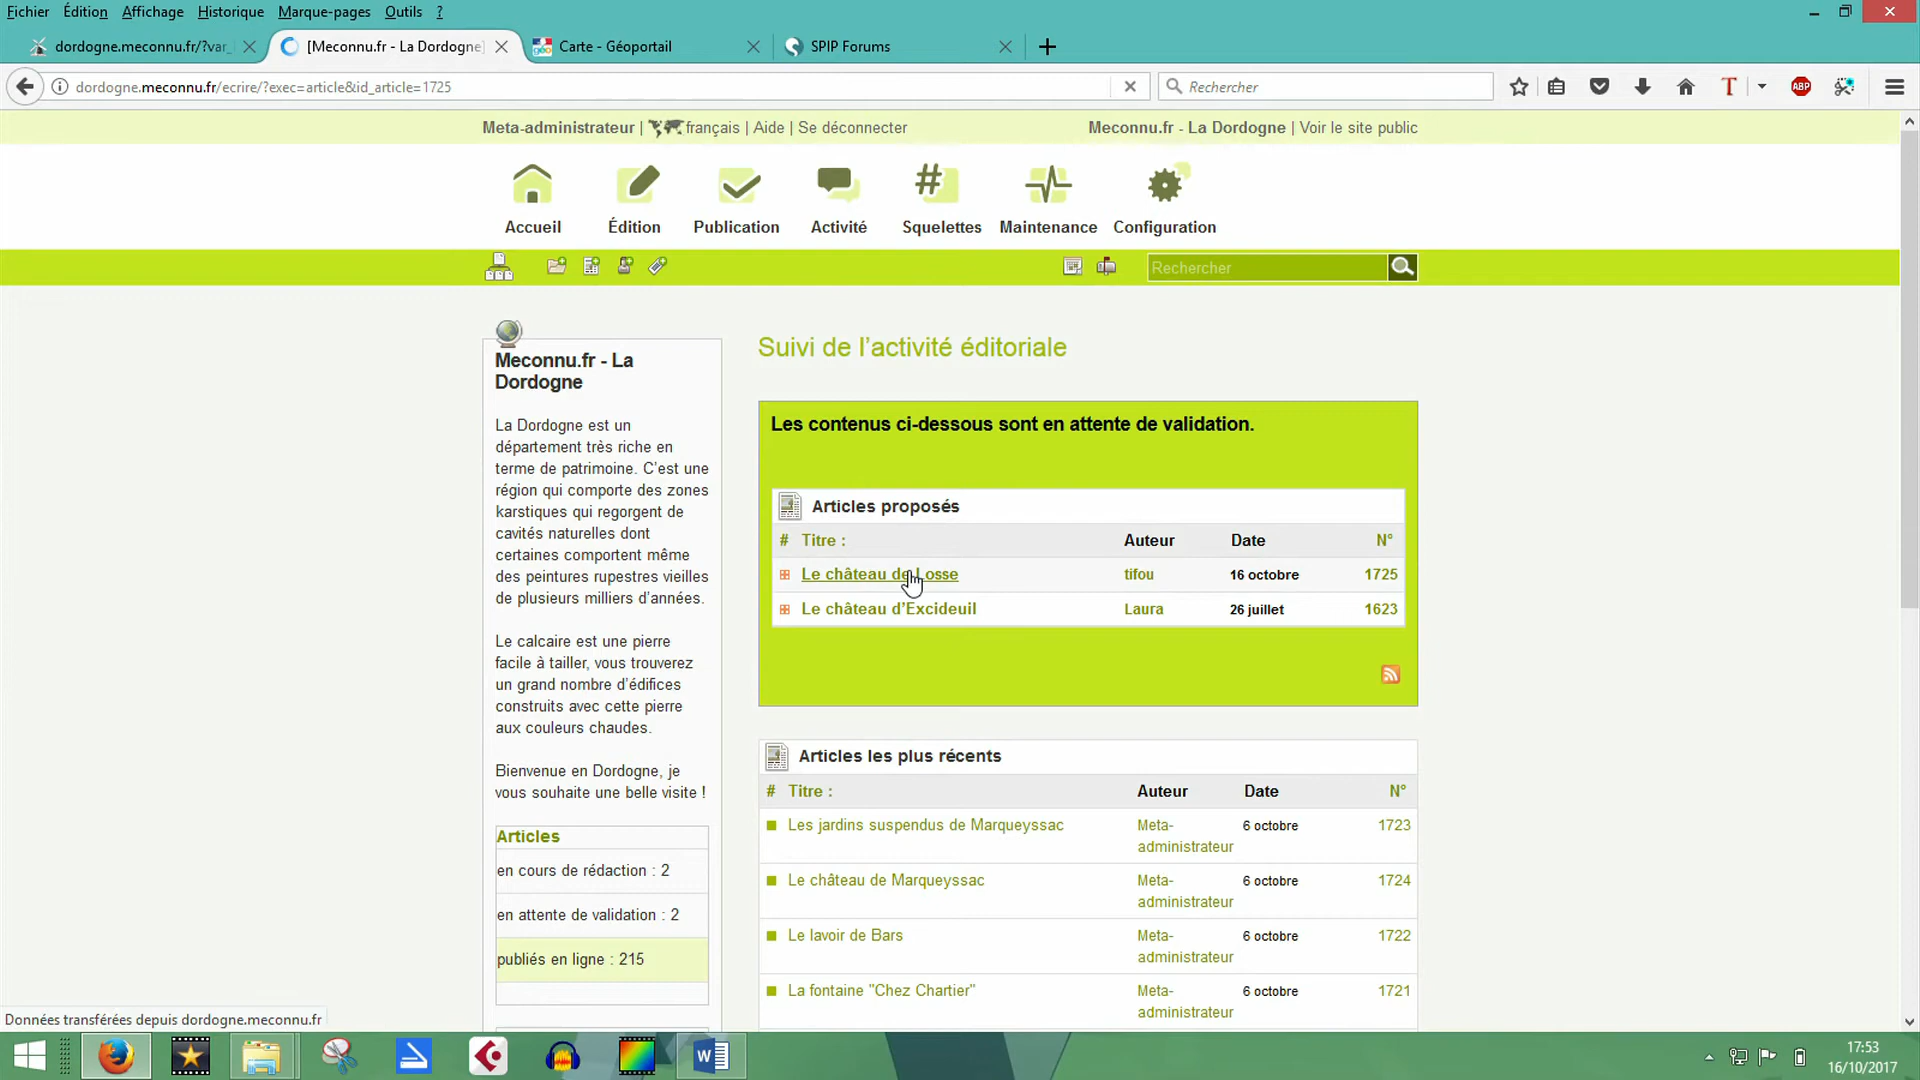 Fichier Édition Affichage Historique Marque-pages Outils ?
dordogne.meconnu.fr/?var_
[Meconnu.fr - La Dordogne]
Carte - Géoportail
SPIP Forums
dordogne.meconnu.fr/ecrire/?exec=article&id_article=1725
Rechercher
Meta-administrateur | français | Aide | Se déconnecter
Meconnu.fr - La Dordogne | Voir le site public
Accueil Édition Publication Activité Squelettes Maintenance Configuration
Rechercher
Meconnu.fr - La
Dordogne
La Dordogne est un
département très riche en
terme de patrimoine. C'est une
région qui comporte des zones
karstiques qui regorgent de
cavités naturelles dont
certaines comportent même
des peintures rupestres vieilles
de plusieurs milliers d'années.
Le calcaire est une pierre
facile à tailler, vous trouverez
un grand nombre d'édifices
construits avec cette pierre
aux couleurs chaudes.
Bienvenue en Dordogne, je
vous souhaite une belle visite !
Articles
en cours de rédaction : 2
en attente de validation : 2
publiés en ligne : 215
Suivi de l'activité éditoriale
Les contenus ci-dessous sont en attente de validation.
Articles proposés
# Titre : Auteur Date N°
Le château de Losse tifou 16 octobre 1725
Le château d'Excideuil Laura 26 juillet 1623
Articles les plus récents
# Titre : Auteur Date N°
Les jardins suspendus de Marqueyssac Meta- 6 octobre 1723
administrateur
Le château de Marqueyssac Meta- 6 octobre 1724
administrateur
Le lavoir de Bars Meta- 6 octobre 1722
administrateur
La fontaine "Chez Chartier" Meta- 6 octobre 1721
administrateur
Données transférées depuis dordogne.meconnu.fr
17:53
16/10/2017